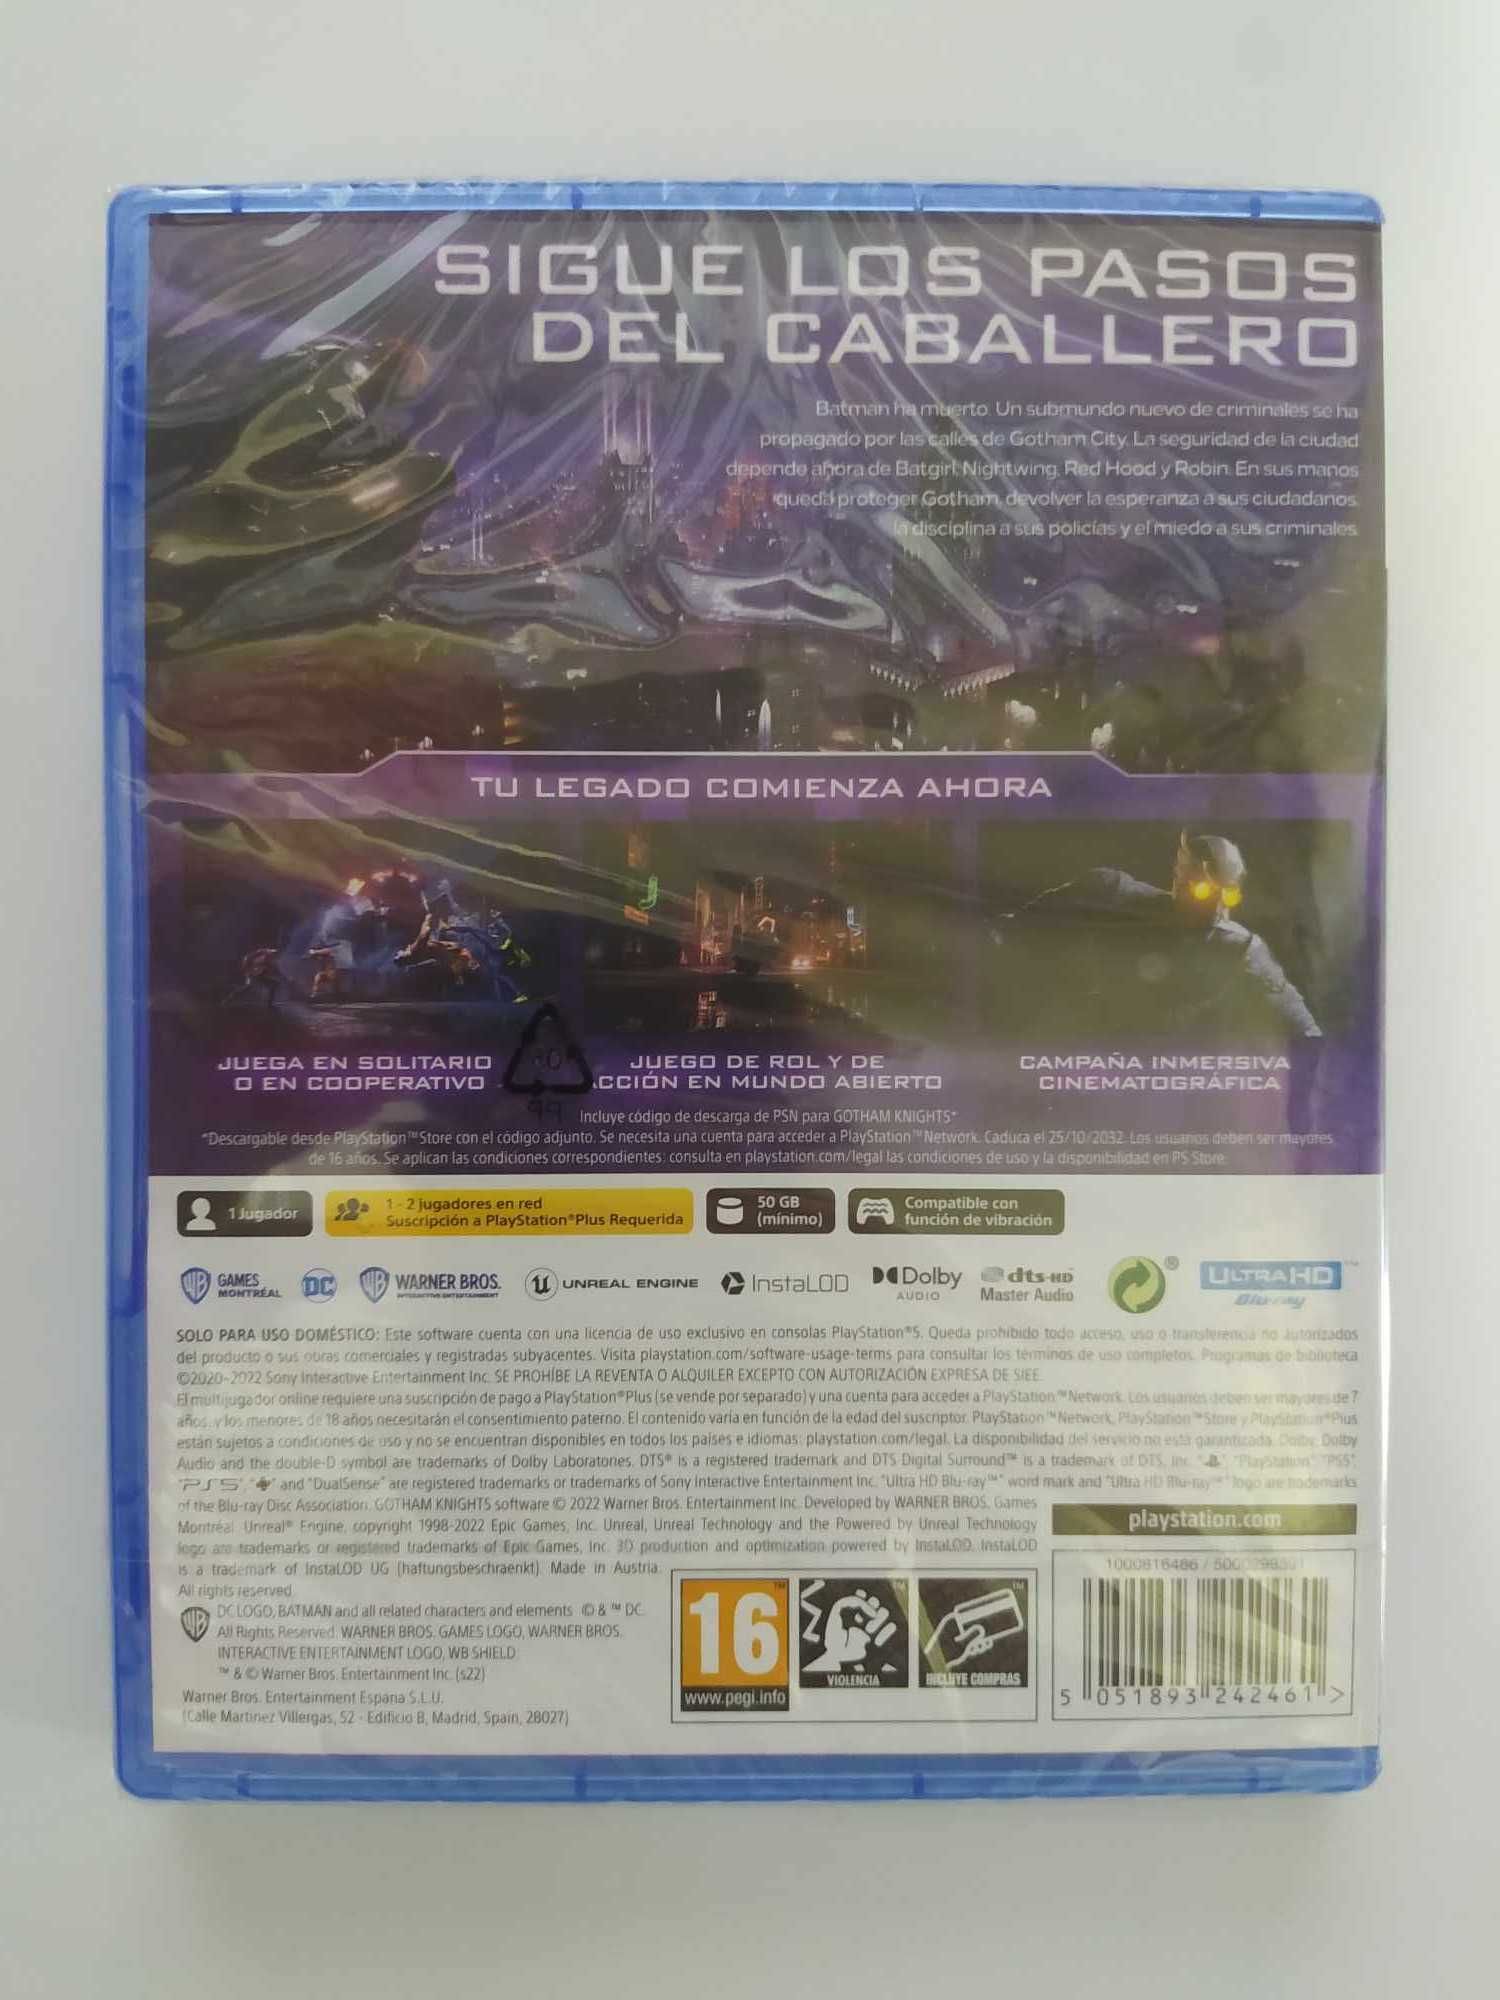 SIGUE LOS PASOS
DEL CABALLERO
Batman ha muerto. Un submundo nuevo de criminales se ha
propagado por las calles de Gotham City. La seguridad de la ciudad
depende ahora de Batgirl, Nightwing, Red Hood y Robin. En sus manos
queda proteger Gotham, devolver la esperanza a sus ciudadanos,
la disciplina a sus policías y el miedo a sus criminales.
TU LEGADO COMIENZA AHORA
JUEGA EN SOLITARIO
O EN COOPERATIVO
JUEGO DE ROL Y DE
ACCIÓN EN MUNDO ABIERTO
CAMPAÑA INMERSIVA
CINEMATOGRÁFICA
Incluye código de descarga de PSN para GOTHAM KNIGHTS*
*Descargable desde PlayStation™Store con el código adjunto. Se necesita una cuenta para acceder a PlayStation™Network. Caduca el 25/10/2032. Los usuarios deben ser mayores
de 16 años. Se aplican las condiciones correspondientes: consulta en playstation.com/legal las condiciones de uso y la disponibilidad en PS Store.
1 Jugador
1 - 2 jugadores en red
Suscripción a PlayStation®Plus Requerida
50 GB
(mínimo)
Compatible con
función de vibración
WB GAMES
MONTRÉAL
DC
WARNER BROS.
INTERACTIVE ENTERTAINMENT
UNREAL ENGINE
InstaLOD
Dolby
AUDIO
dts-HD
Master Audio
ULTRA HD
Blu-ray
SOLO PARA USO DOMÉSTICO: Este software cuenta con una licencia de uso exclusivo en consolas PlayStation®5. Queda prohibido todo acceso, uso o transferencia no autorizados
del producto o sus obras comerciales y registradas subyacentes. Visita playstation.com/software-usage-terms para consultar los términos de uso completos. Programas de biblioteca
©2020-2022 Sony Interactive Entertainment Inc. SE PROHÍBE LA REVENTA O ALQUILER EXCEPTO CON AUTORIZACIÓN EXPRESA DE SIEE.
El multijugador online requiere una suscripción de pago a PlayStation®Plus (se vende por separado) y una cuenta para acceder a PlayStation™Network. Los usuarios deben ser mayores de 7
años, y los menores de 18 años necesitarán el consentimiento paterno. El contenido varía en función de la edad del suscriptor. PlayStation™Network, PlayStation™Store y PlayStation®Plus
están sujetos a condiciones de uso y no se encuentran disponibles en todos los países e idiomas: playstation.com/legal. La disponibilidad del servicio no está garantizada. Dolby, Dolby
Audio and the double-D symbol are trademarks of Dolby Laboratories. DTS® is a registered trademark and DTS Digital Surround™ is a trademark of DTS, Inc. "PlayStation", "PS5",
"PS5", and "DualSense" are registered trademarks or trademarks of Sony Interactive Entertainment Inc. "Ultra HD Blu-ray™" word mark and "Ultra HD Blu-ray™" logo are trademarks
of the Blu-ray Disc Association. GOTHAM KNIGHTS software © 2022 Warner Bros. Entertainment Inc. Developed by WARNER BROS. Games
Montréal. Unreal® Engine, copyright 1998-2022 Epic Games, Inc. Unreal, Unreal Technology and the Powered by Unreal Technology
logo are trademarks or registered trademarks of Epic Games, Inc. 3D production and optimization powered by InstaLOD. InstaLOD
is a trademark of InstaLOD UG (haftungsbeschraenkt). Made in Austria.
All rights reserved.
DC LOGO, BATMAN and all related characters and elements © & ™ DC.
All Rights Reserved. WARNER BROS. GAMES LOGO, WARNER BROS.
INTERACTIVE ENTERTAINMENT LOGO, WB SHIELD:
™ & © Warner Bros. Entertainment Inc. (s22)
Warner Bros. Entertainment Espana S.L.U.
(Calle Martinez Villergas, 52 - Edificio B, Madrid, Spain, 28027)
16
www.pegi.info
VIOLENCIA
INCLUYE COMPRAS
playstation.com
1000816486
5 051893 242461 >